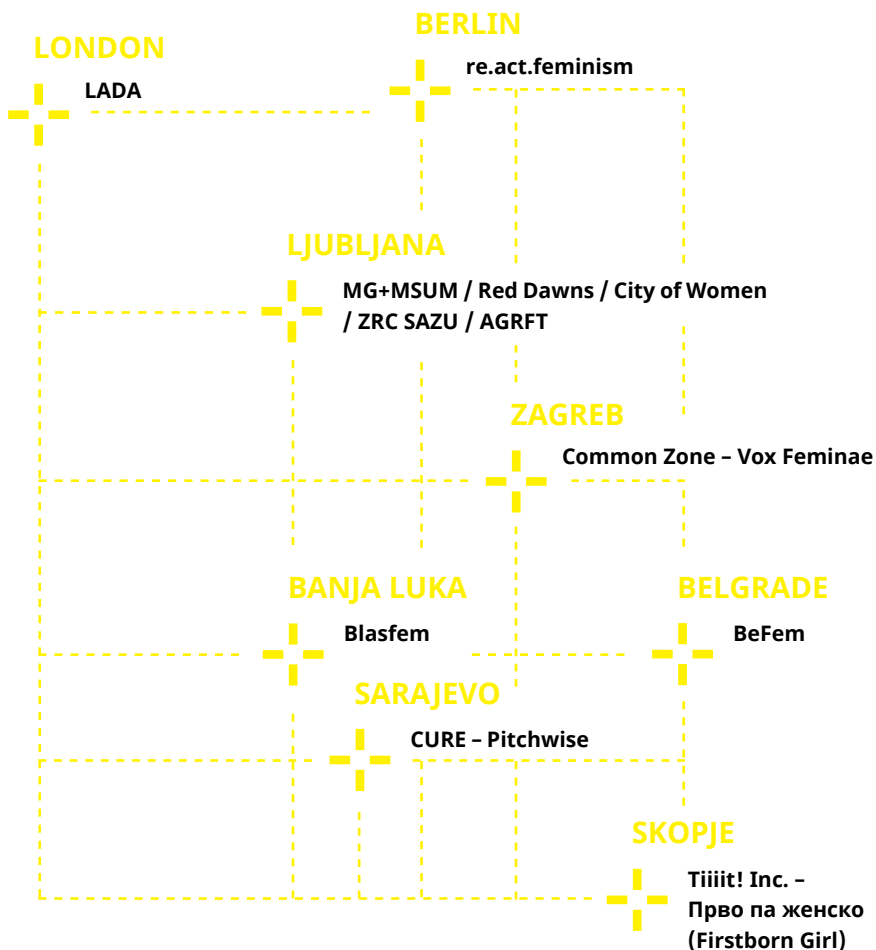 BERLIN
LONDON
re.act.feminism
LADA
LJUBLJANA
MG+MSUM / Red Dawns / City of Women
/ ZRC SAZU / AGRFT
ZAGREB
Common Zone – Vox Feminae
BANJA LUKA
BELGRADE
Blasfem
BeFem
SARAJEVO
CURE – Pitchwise
SKOPJE
Tiiiit! Inc. –
Прво па женско
(Firstborn Girl)